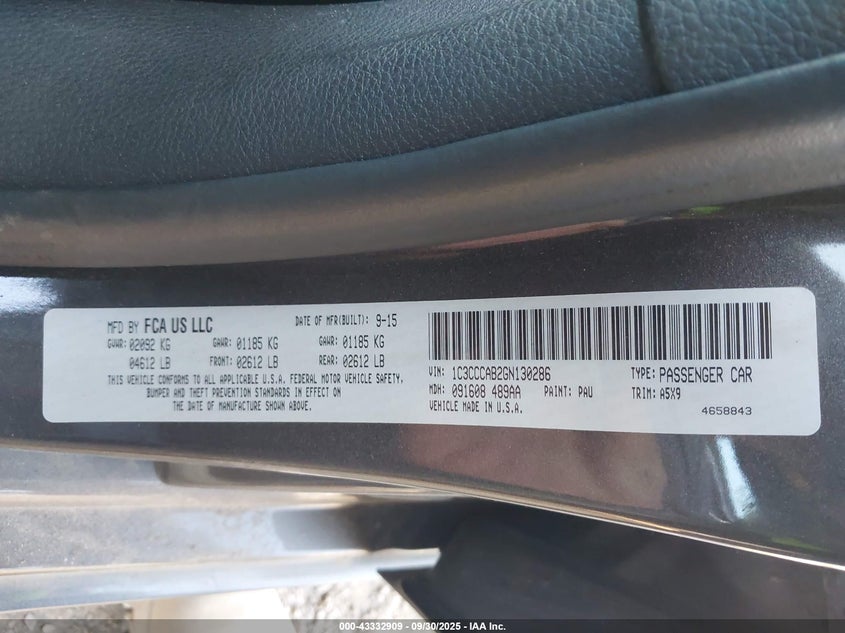 MFD BY FCA US LLC DATE OF MFR(BUILT): 9-15
GVWR: 02092 KG GAWR: 01185 KG GAWR: 01185 KG
04612 LB FRONT: 02612 LB REAR: 02612 LB
THIS VEHICLE CONFORMS TO ALL APPLICABLE U.S.A. FEDERAL MOTOR VEHICLE SAFETY,
BUMPER AND THEFT PREVENTION STANDARDS IN EFFECT ON
THE DATE OF MANUFACTURE SHOWN ABOVE.
VIN: 1C3CCCAB2GN130286 TYPE: PASSENGER CAR
MDH: 091608 489AA PAINT: PAU TRIM: A5X9
VEHICLE MADE IN U.S.A. 4658843
000-43332909 - 09/30/2025 - IAA Inc.